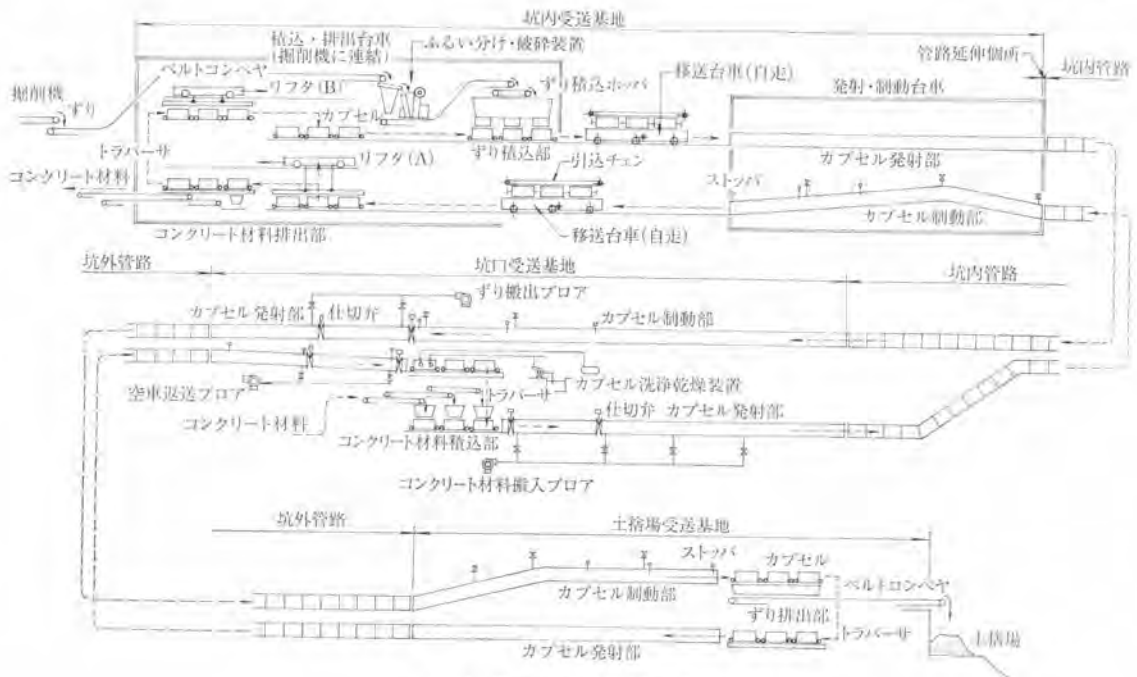 坑内受送基地
積込・排出台車
(掘削機に連結)
ふるい分け・破砕装置
管路延伸個所
坑内管路
ベルトコンベヤ
移送台車(自走)
掘削機
ずり
リフタ(B)
ずり積込ホッパ
発射・制動台車
カプセル
トラバーサ
リフタ(A)
ずり積込部
引込チェン
カプセル発射部
コンクリート材料
ストッパ
カプセル制動部
コンクリート材料排出部
移送台車(自走)
坑外管路
坑口受送基地
坑内管路
ずり搬出ブロア
カプセル発射部
仕切弁
カプセル制動部
空車返送ブロア
トラバーサ
カプセル洗浄乾燥装置
コンクリート材料
仕切弁
カプセル発射部
コンクリート材料積込部
コンクリート材料搬入ブロア
坑外管路
土捨場受送基地
ストッパ
カプセル
カプセル制動部
ベルトロンベヤ
ずり排出部
トラバーサ
土捨場
カプセル発射部